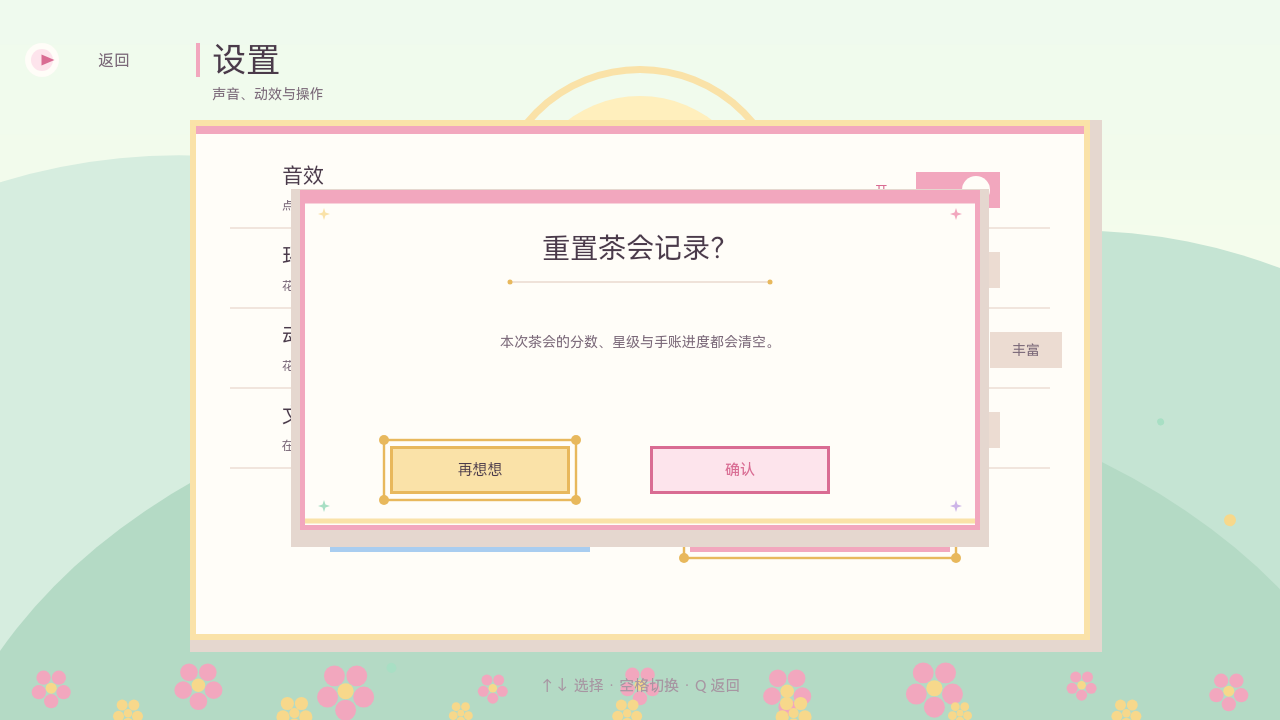 返回
设置
声音、动效与操作
音效
重置茶会记录？
本次茶会的分数、星级与手账进度都会清空。
丰富
再想想
确认
↑↓ 选择 · 空格切换 · Q 返回